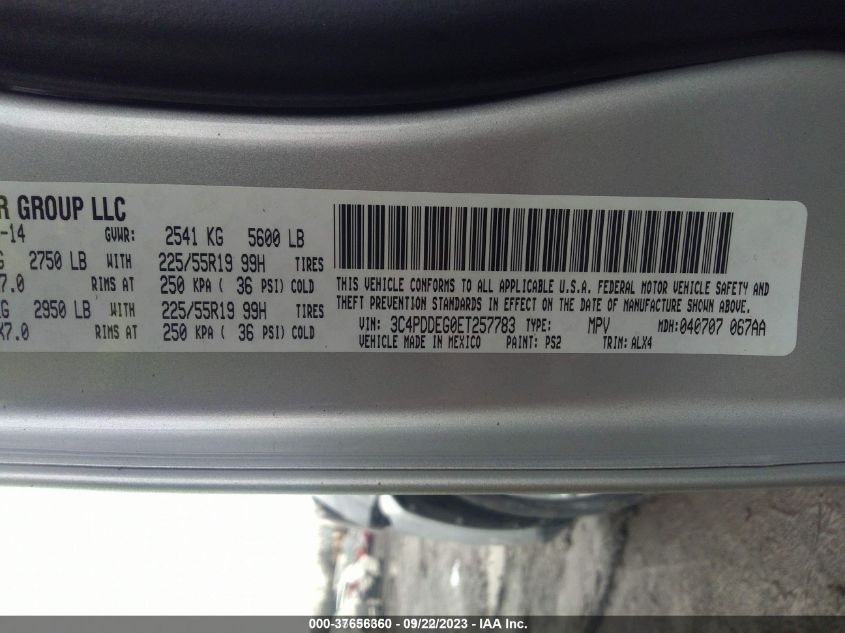 R GROUP LLC
-14 GVWR: 2541 KG 5600 LB
G 2750 LB WITH 225/55R19 99H TIRES
7.0 RIMS AT 250 KPA ( 36 PSI) COLD
KG 2950 LB WITH 225/55R19 99H TIRES
X7.0 RIMS AT 250 KPA ( 36 PSI) COLD
THIS VEHICLE CONFORMS TO ALL APPLICABLE U.S.A. FEDERAL MOTOR VEHICLE SAFETY AND
THEFT PREVENTION STANDARDS IN EFFECT ON THE DATE OF MANUFACTURE SHOWN ABOVE.
VIN: 3C4PDDEG0ET257783 TYPE: MPV MDH: 040707 067AA
VEHICLE MADE IN MEXICO PAINT: PS2 TRIM: ALX4
000-37656360 - 09/22/2023 - © Copyright 2023 - IAA, Inc.